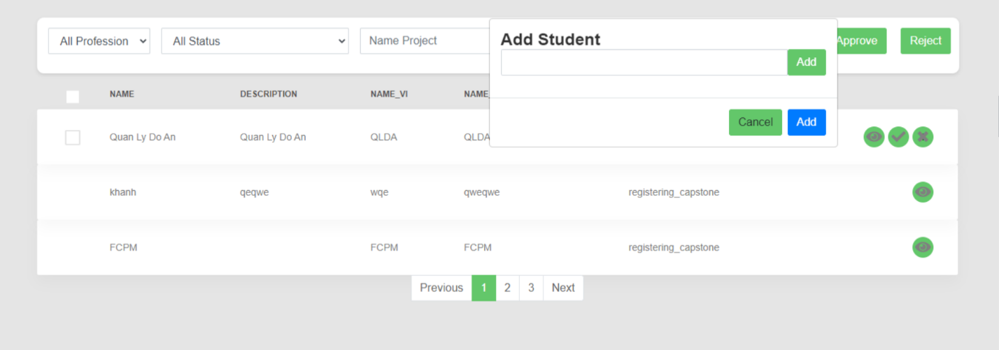 All Profession All Status Name Project Approve Reject
Add Student
Add
NAME DESCRIPTION NAME_VI NAME_
Cancel Add
Quan Ly Do An Quan Ly Do An QLDA QLDA
khanh qeqwe wqe qweqwe registering_capstone
FCPM FCPM FCPM registering_capstone
Previous 1 2 3 Next